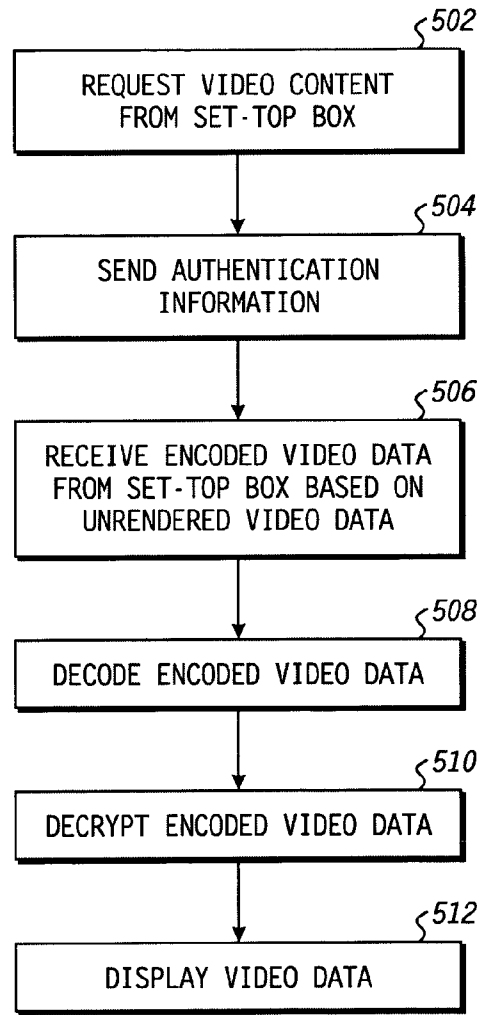 502
REQUEST VIDEO CONTENT
FROM SET-TOP BOX
504
SEND AUTHENTICATION
INFORMATION
506
RECEIVE ENCODED VIDEO DATA
FROM SET-TOP BOX BASED ON
UNRENDERED VIDEO DATA
508
DECODE ENCODED VIDEO DATA
510
DECRYPT ENCODED VIDEO DATA
512
DISPLAY VIDEO DATA